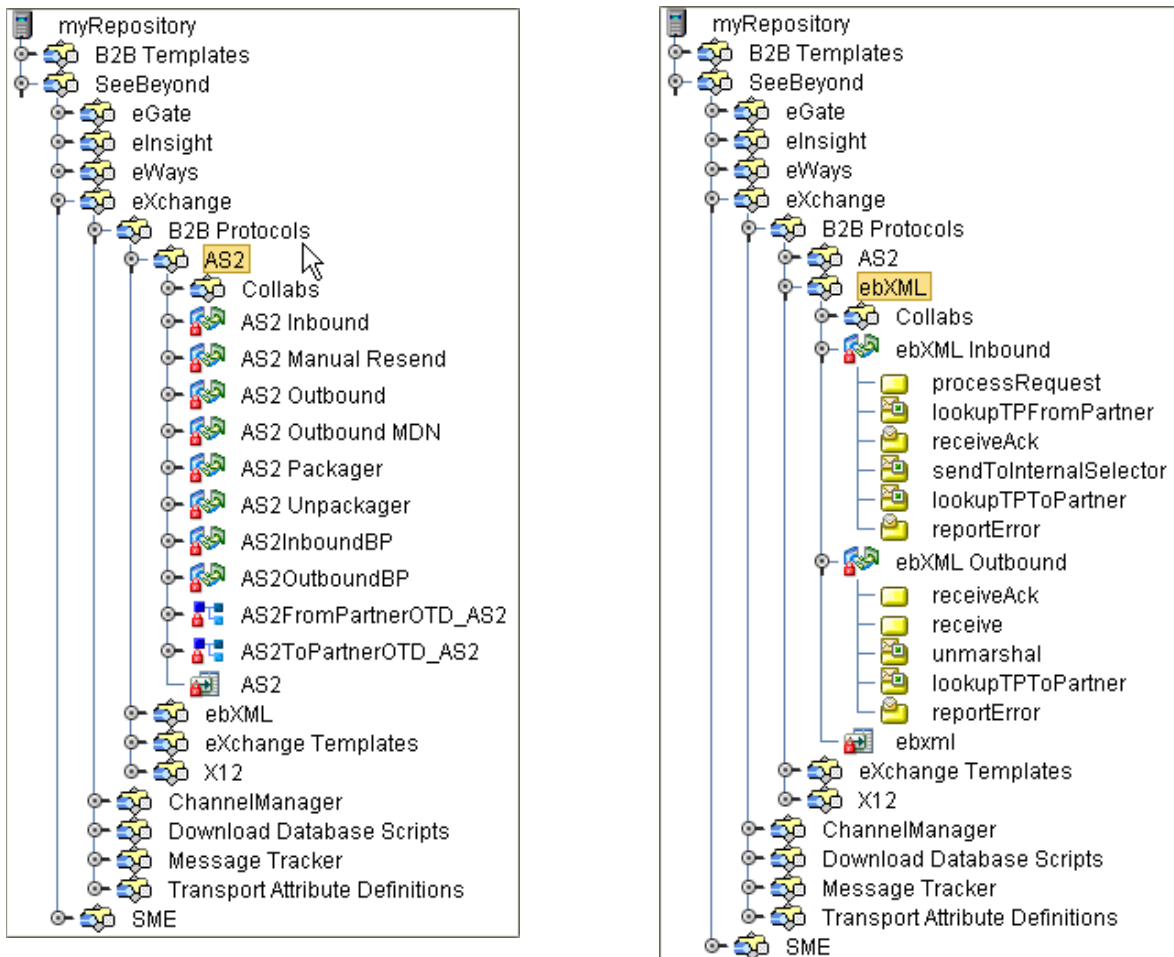 myRepository
B2B Templates
SeeBeyond
eGate
eInsight
eWays
eXchange
B2B Protocols
AS2
Collabs
AS2 Inbound
AS2 Manual Resend
AS2 Outbound
AS2 Outbound MDN
AS2 Packager
AS2 Unpackager
AS2InboundBP
AS2OutboundBP
AS2FromPartnerOTD_AS2
AS2ToPartnerOTD_AS2
AS2
ebXML
eXchange Templates
X12
ChannelManager
Download Database Scripts
Message Tracker
Transport Attribute Definitions
SME
myRepository
B2B Templates
SeeBeyond
eGate
eInsight
eWays
eXchange
B2B Protocols
AS2
ebXML
Collabs
ebXML Inbound
processRequest
lookupTPFromPartner
receiveAck
sendToInternalSelector
lookupTPToPartner
reportError
ebXML Outbound
receiveAck
receive
unmarshal
lookupTPToPartner
reportError
ebxml
eXchange Templates
X12
ChannelManager
Download Database Scripts
Message Tracker
Transport Attribute Definitions
SME